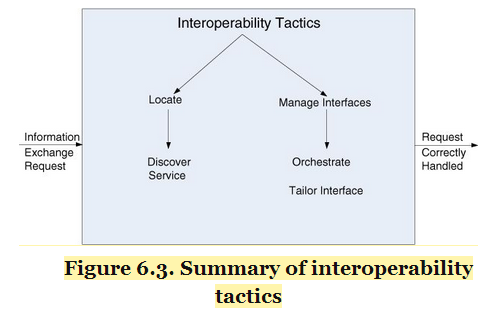 Interoperability Tactics
Locate
Manage Interfaces
Information
Exchange
Request
Discover
Service
Orchestrate
Tailor Interface
Request
Correctly
Handled
Figure 6.3. Summary of interoperability
tactics